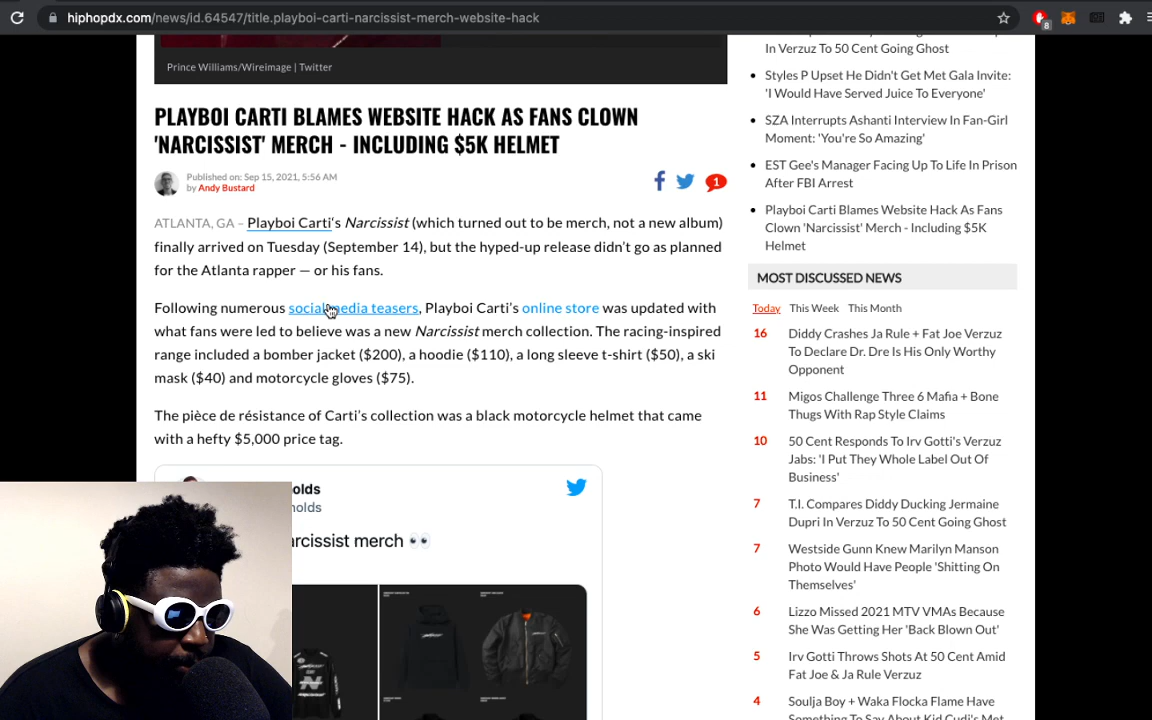 hiphopdx.com/news/id.64547/title.playboi-carti-narcissist-merch-website-hack
8
Prince Williams/Wireimage | Twitter
PLAYBOI CARTI BLAMES WEBSITE HACK AS FANS CLOWN
'NARCISSIST' MERCH - INCLUDING $5K HELMET
Published on: Sep 15, 2021, 5:56 AM
by Andy Bustard
1
ATLANTA, GA – Playboi Carti's Narcissist (which turned out to be merch, not a new album)
finally arrived on Tuesday (September 14), but the hyped-up release didn't go as planned
for the Atlanta rapper — or his fans.
Following numerous social media teasers, Playboi Carti's online store was updated with
what fans were led to believe was a new Narcissist merch collection. The racing-inspired
range included a bomber jacket ($200), a hoodie ($110), a long sleeve t-shirt ($50), a ski
mask ($40) and motorcycle gloves ($75).
The pièce de résistance of Carti's collection was a black motorcycle helmet that came
with a hefty $5,000 price tag.
olds
olds
arcissist merch 👀
In Verzuz To 50 Cent Going Ghost
Styles P Upset He Didn't Get Met Gala Invite:
'I Would Have Served Juice To Everyone'
SZA Interrupts Ashanti Interview In Fan-Girl
Moment: 'You're So Amazing'
EST Gee's Manager Facing Up To Life In Prison
After FBI Arrest
Playboi Carti Blames Website Hack As Fans
Clown 'Narcissist' Merch - Including $5K
Helmet
MOST DISCUSSED NEWS
Today This Week This Month
16 Diddy Crashes Ja Rule + Fat Joe Verzuz
To Declare Dr. Dre Is His Only Worthy
Opponent
11 Migos Challenge Three 6 Mafia + Bone
Thugs With Rap Style Claims
10 50 Cent Responds To Irv Gotti's Verzuz
Jabs: 'I Put They Whole Label Out Of
Business'
7 T.I. Compares Diddy Ducking Jermaine
Dupri In Verzuz To 50 Cent Going Ghost
7 Westside Gunn Knew Marilyn Manson
Photo Would Have People 'Shitting On
Themselves'
6 Lizzo Missed 2021 MTV VMAs Because
She Was Getting Her 'Back Blown Out'
5 Irv Gotti Throws Shots At 50 Cent Amid
Fat Joe & Ja Rule Verzuz
4 Soulja Boy + Waka Flocka Flame Have
Something To Say About Kid Cudi's Met